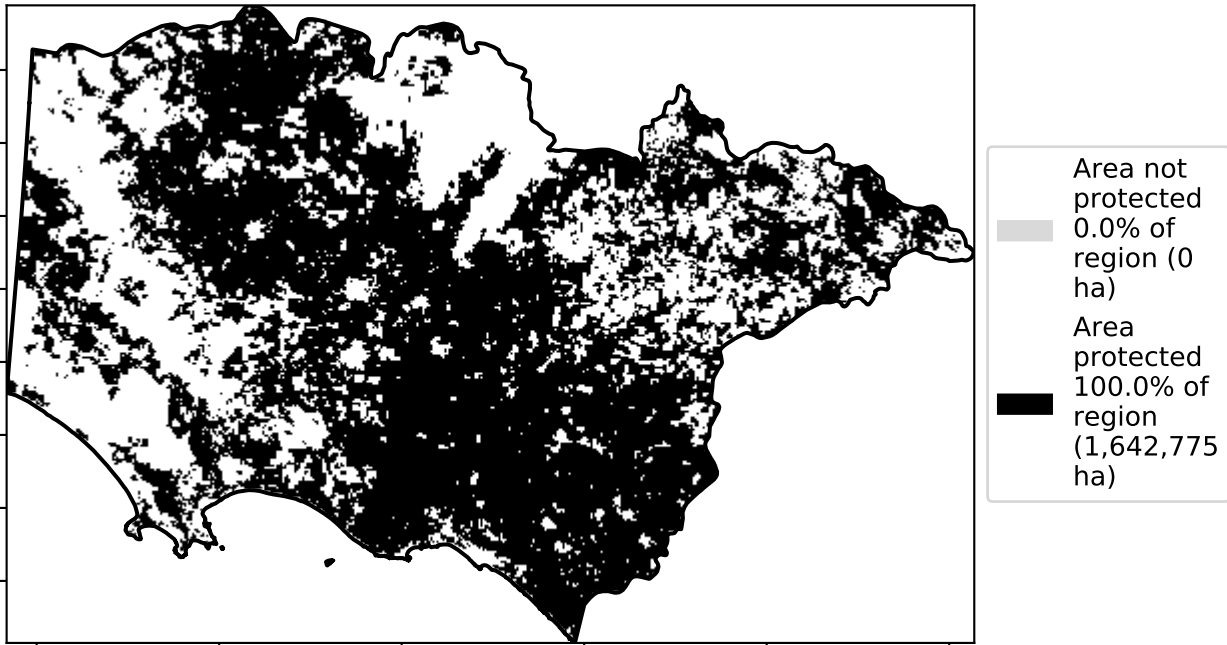 Area not
protected
0.0% of
region (0
ha)
Area
protected
100.0% of
region
(1,642,775
ha)